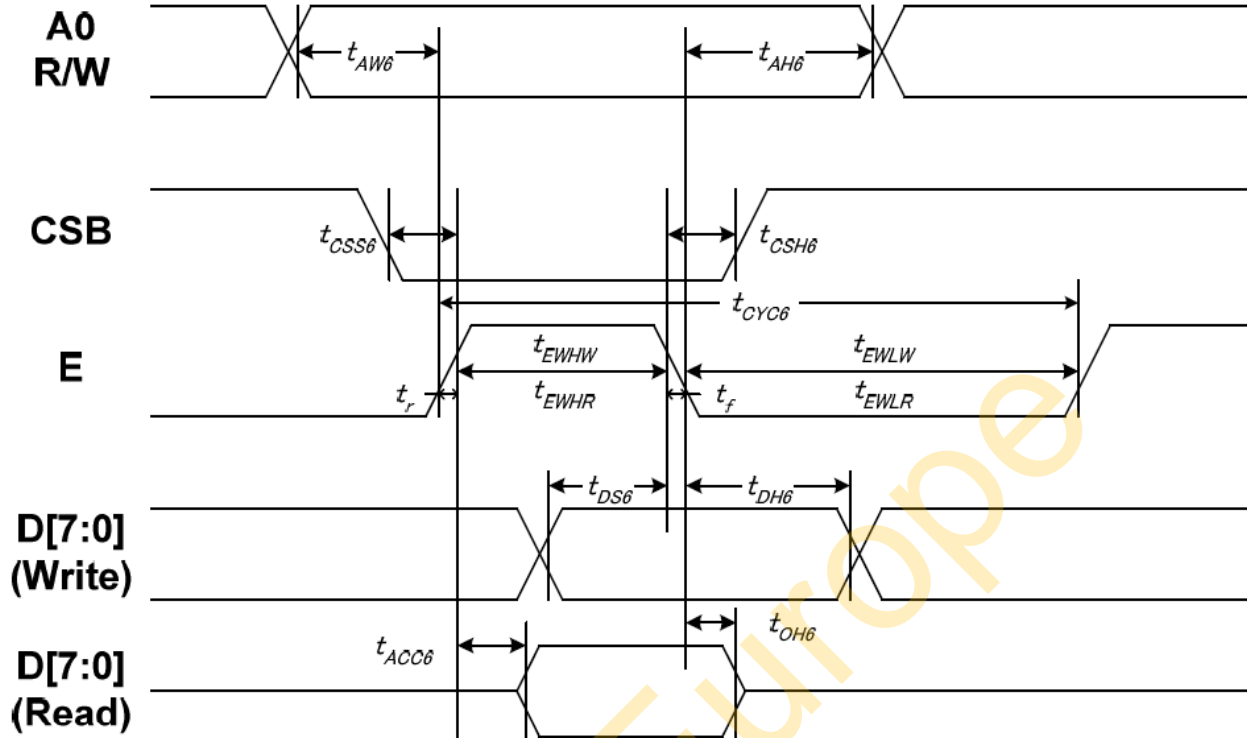 A0
R/W
tAW6
tAH6
CSB
tCSS6
tCSH6
tCYC6
E
tEWHW
tEWLW
tr
tEWHR
tf
tEWLR
tDS6
tDH6
D[7:0]
(Write)
tOH6
tACC6
D[7:0]
(Read)
Europe